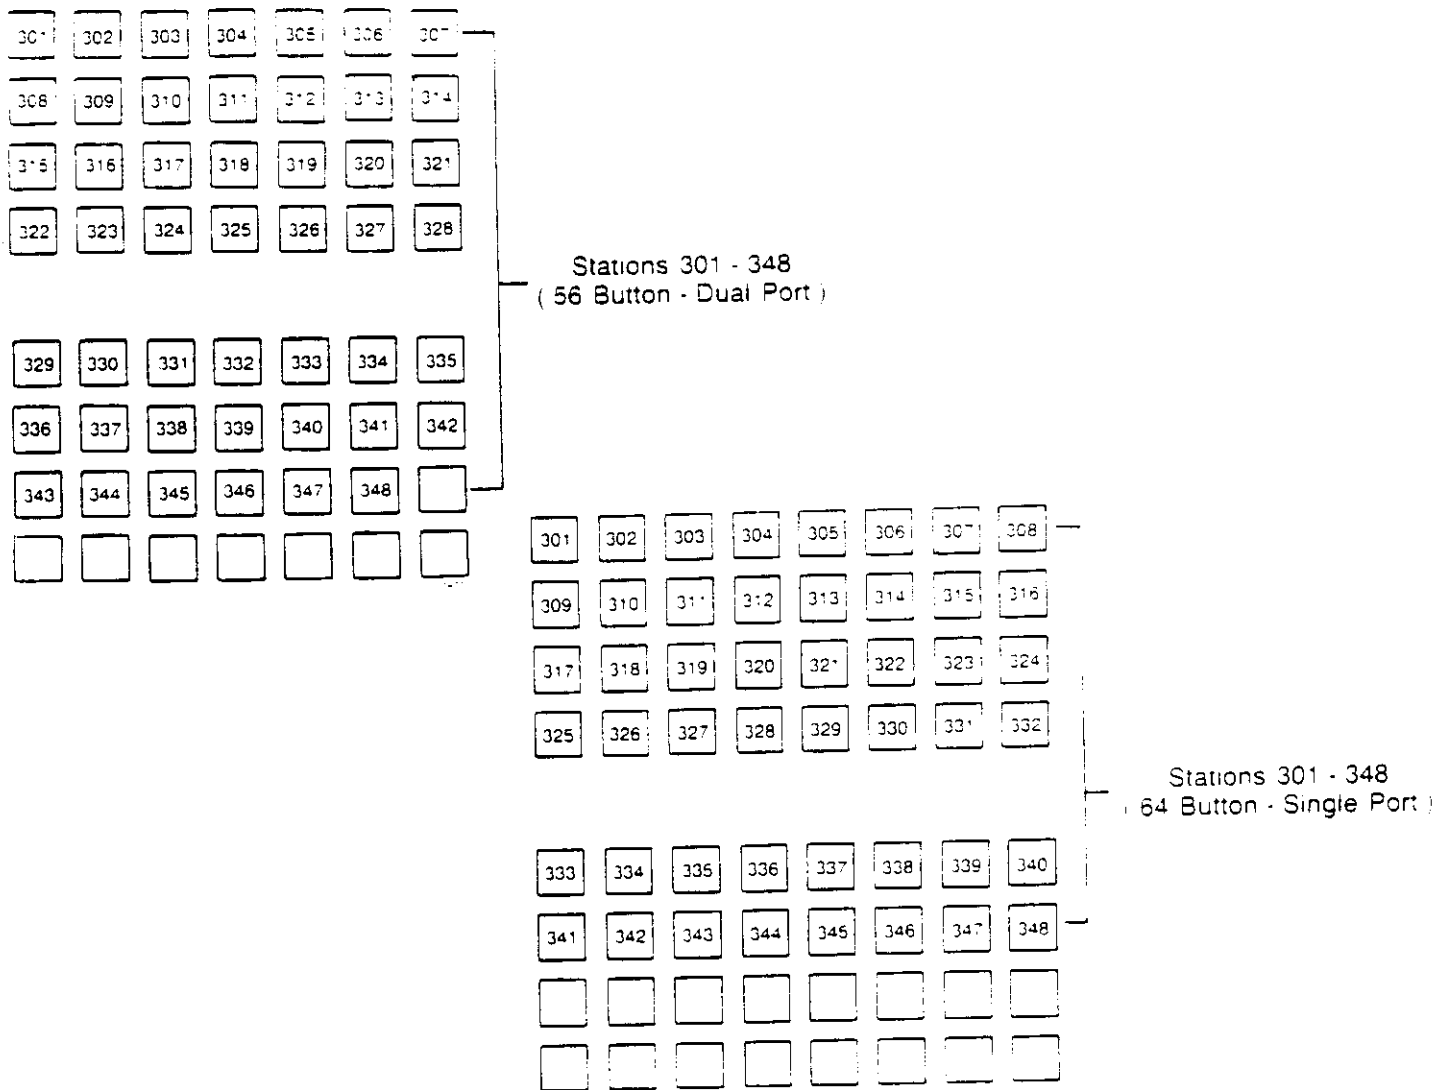 301 302 303 304 305 306 307
308 309 310 311 312 313 314
315 316 317 318 319 320 321
322 323 324 325 326 327 328
Stations 301 - 348
( 56 Button - Dual Port )
329 330 331 332 333 334 335
336 337 338 339 340 341 342
343 344 345 346 347 348
301 302 303 304 305 306 307 308
309 310 311 312 313 314 315 316
317 318 319 320 321 322 323 324
325 326 327 328 329 330 331 332
Stations 301 - 348
( 64 Button - Single Port )
333 334 335 336 337 338 339 340
341 342 343 344 345 346 347 348